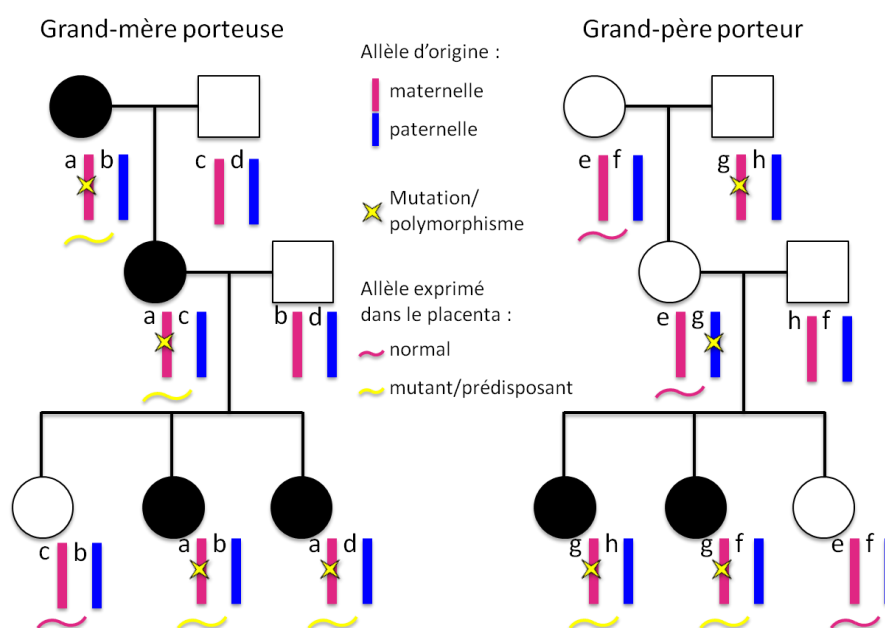 Grand-mère porteuse
Grand-père porteur
Allèle d'origine :
maternelle
paternelle
a b
c d
e f
g h
Mutation/
polymorphisme
Allèle exprimé
dans le placenta :
normal
mutant/prédisposant
a c
b d
e g
h f
c b
a b
a d
g h
g f
e f